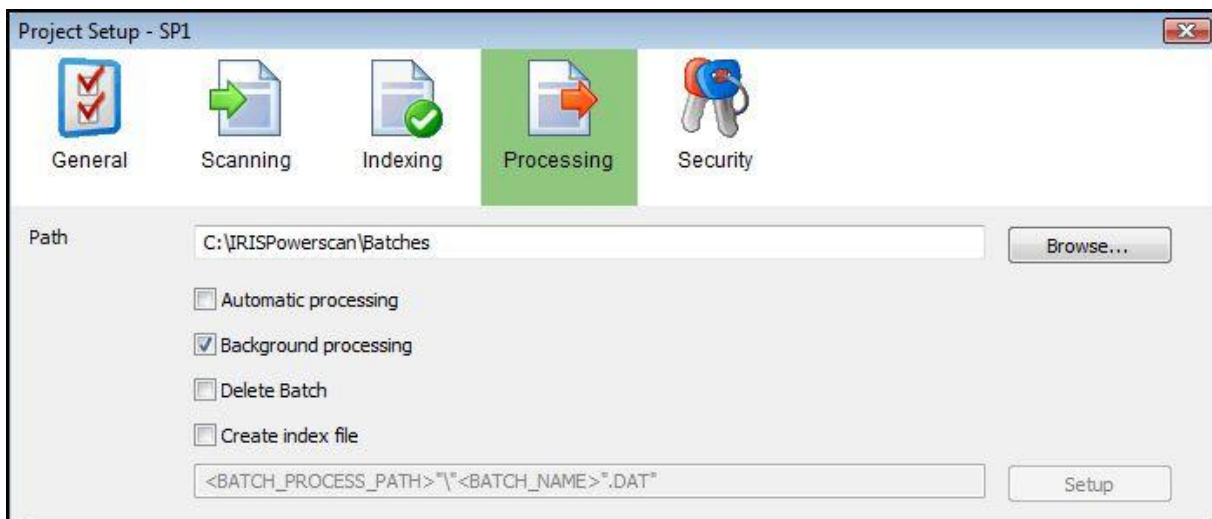 Project Setup - SP1
General Scanning Indexing Processing Security
Path C:\IRISPowerscan\Batches Browse...
Automatic processing
Background processing
Delete Batch
Create index file
<BATCH_PROCESS_PATH>"\"<BATCH_NAME>".DAT" Setup